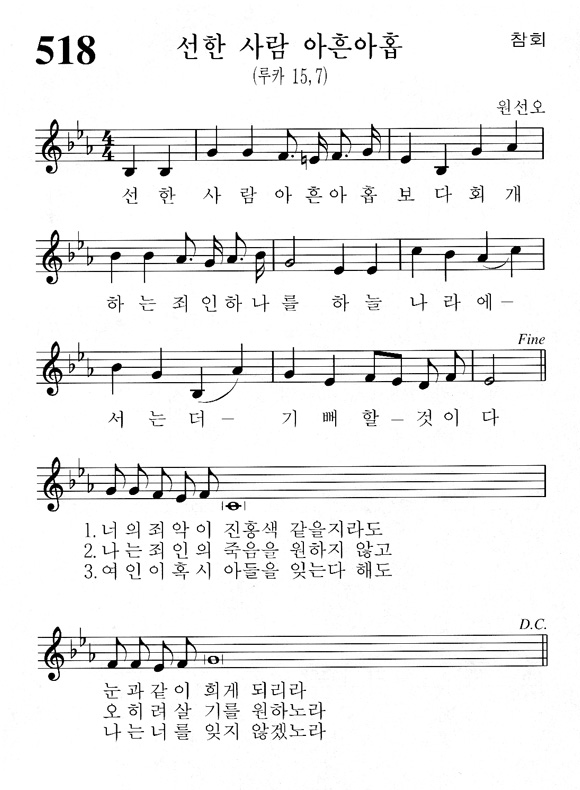 518 선한 사람 아흔아홉 참회
(루카 15,7)
원선오
4
4
선 한 사 람 아 흔아 홉 보 다 회 개
하 는 죄 인하 나 를 하 늘 나 라 에–
서 는 더– 기 뻐 할–것 이 다
Fine
1. 너 의 죄 악 이 진홍색 같을지라도
2. 나 는 죄 인 의 죽음을 원하지 않고
3. 여 인 이 혹 시 아들을 잊는다 해도
D.C.
눈 과 같 이 희게 되리라
오 히 려 살 기를 원하노라
나 는 너 를 잊지 않겠노라